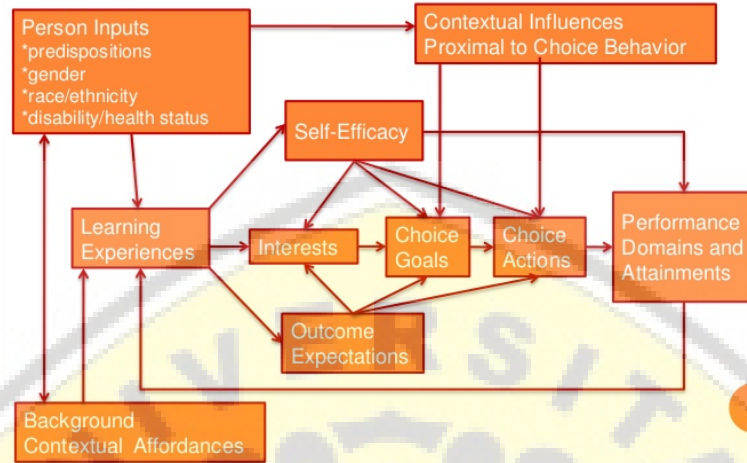 Person Inputs
*predispositions
*gender
*race/ethnicity
*disability/health status
Contextual Influences
Proximal to Choice Behavior
Self-Efficacy
Learning
Experiences
Interests
Choice
Goals
Choice
Actions
Performance
Domains and
Attainments
Outcome
Expectations
Background
Contextual Affordances
IVERSIT